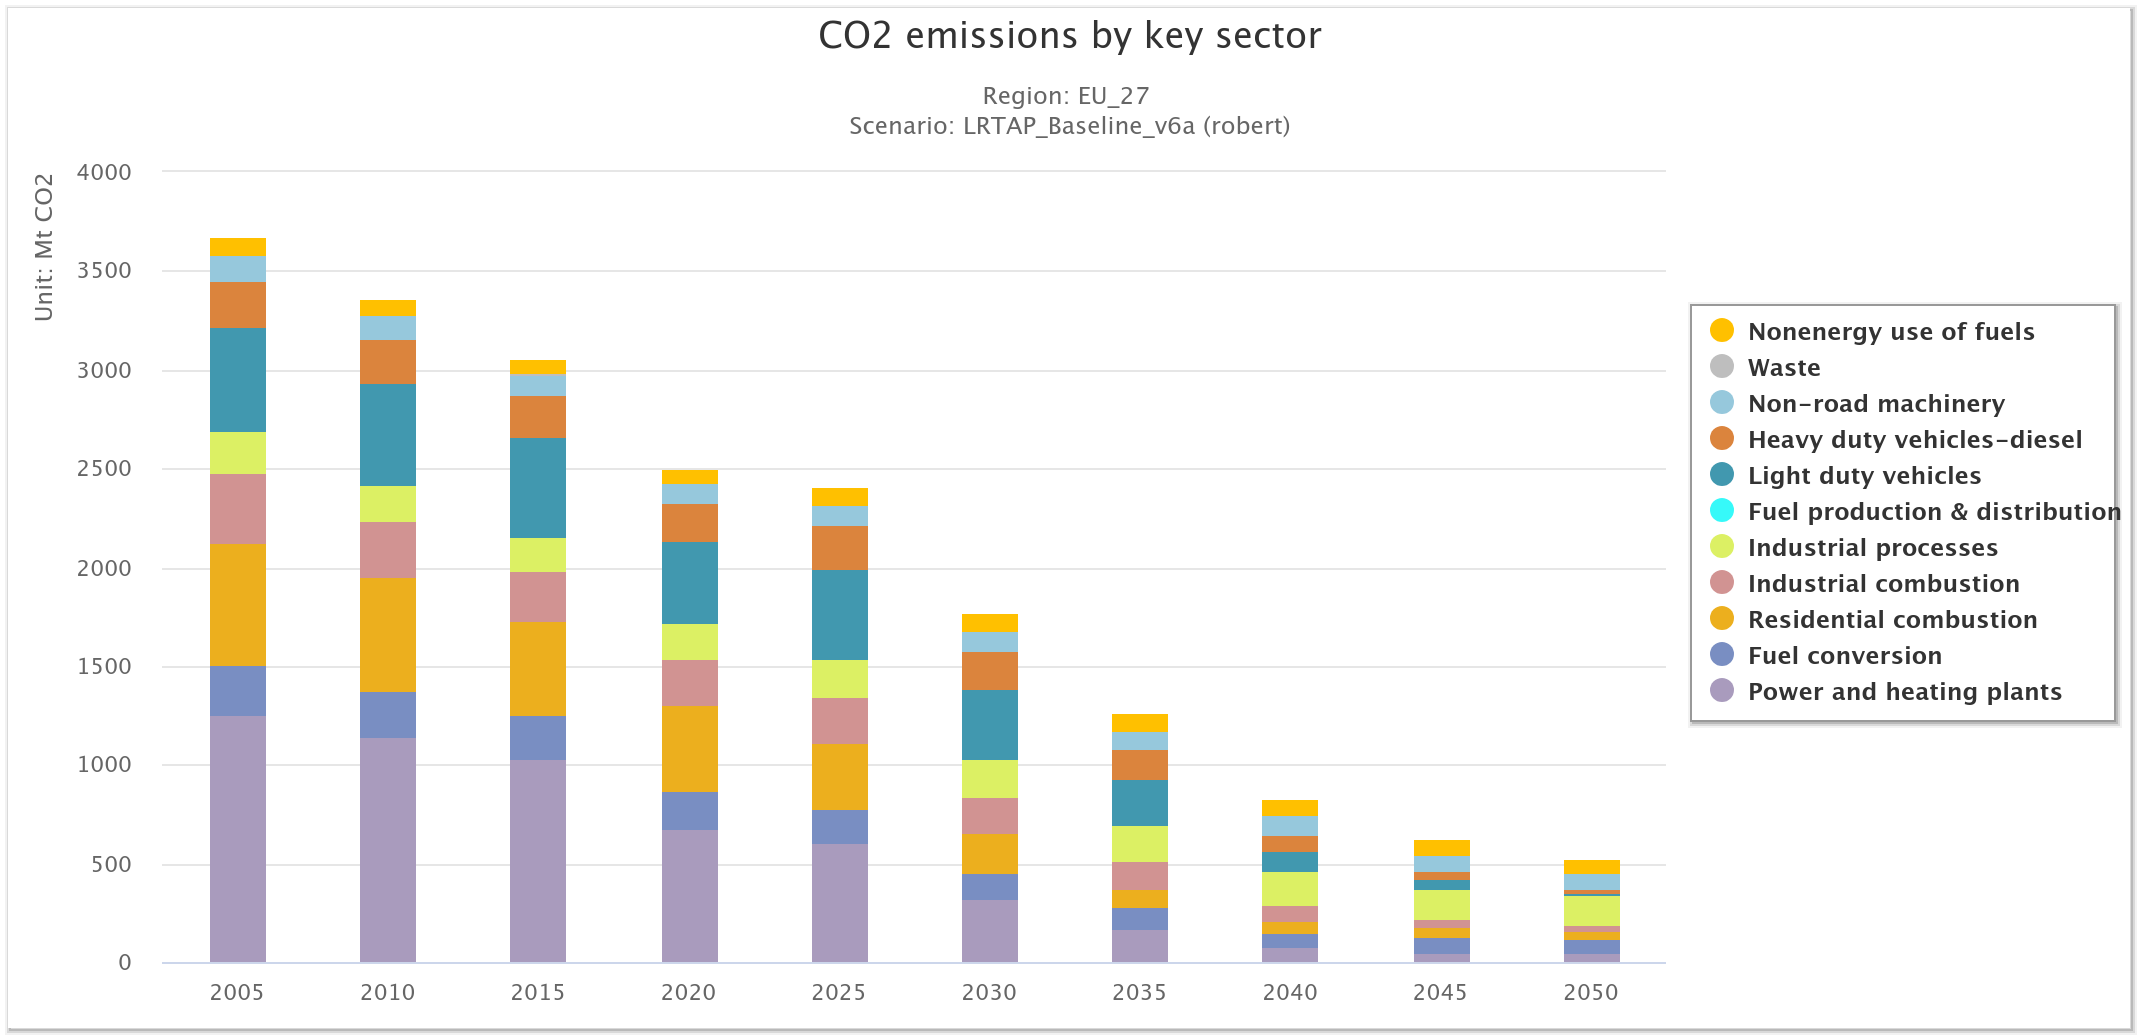 CO2 emissions by key sector
Region: EU_27
Scenario: LRTAP_Baseline_v6a (robert)
Unit: Mt CO2
4000
3500
3000
2500
2000
1500
1000
500
0
2005 2010 2015 2020 2025 2030 2035 2040 2045 2050
Nonenergy use of fuels
Waste
Non-road machinery
Heavy duty vehicles-diesel
Light duty vehicles
Fuel production & distribution
Industrial processes
Industrial combustion
Residential combustion
Fuel conversion
Power and heating plants